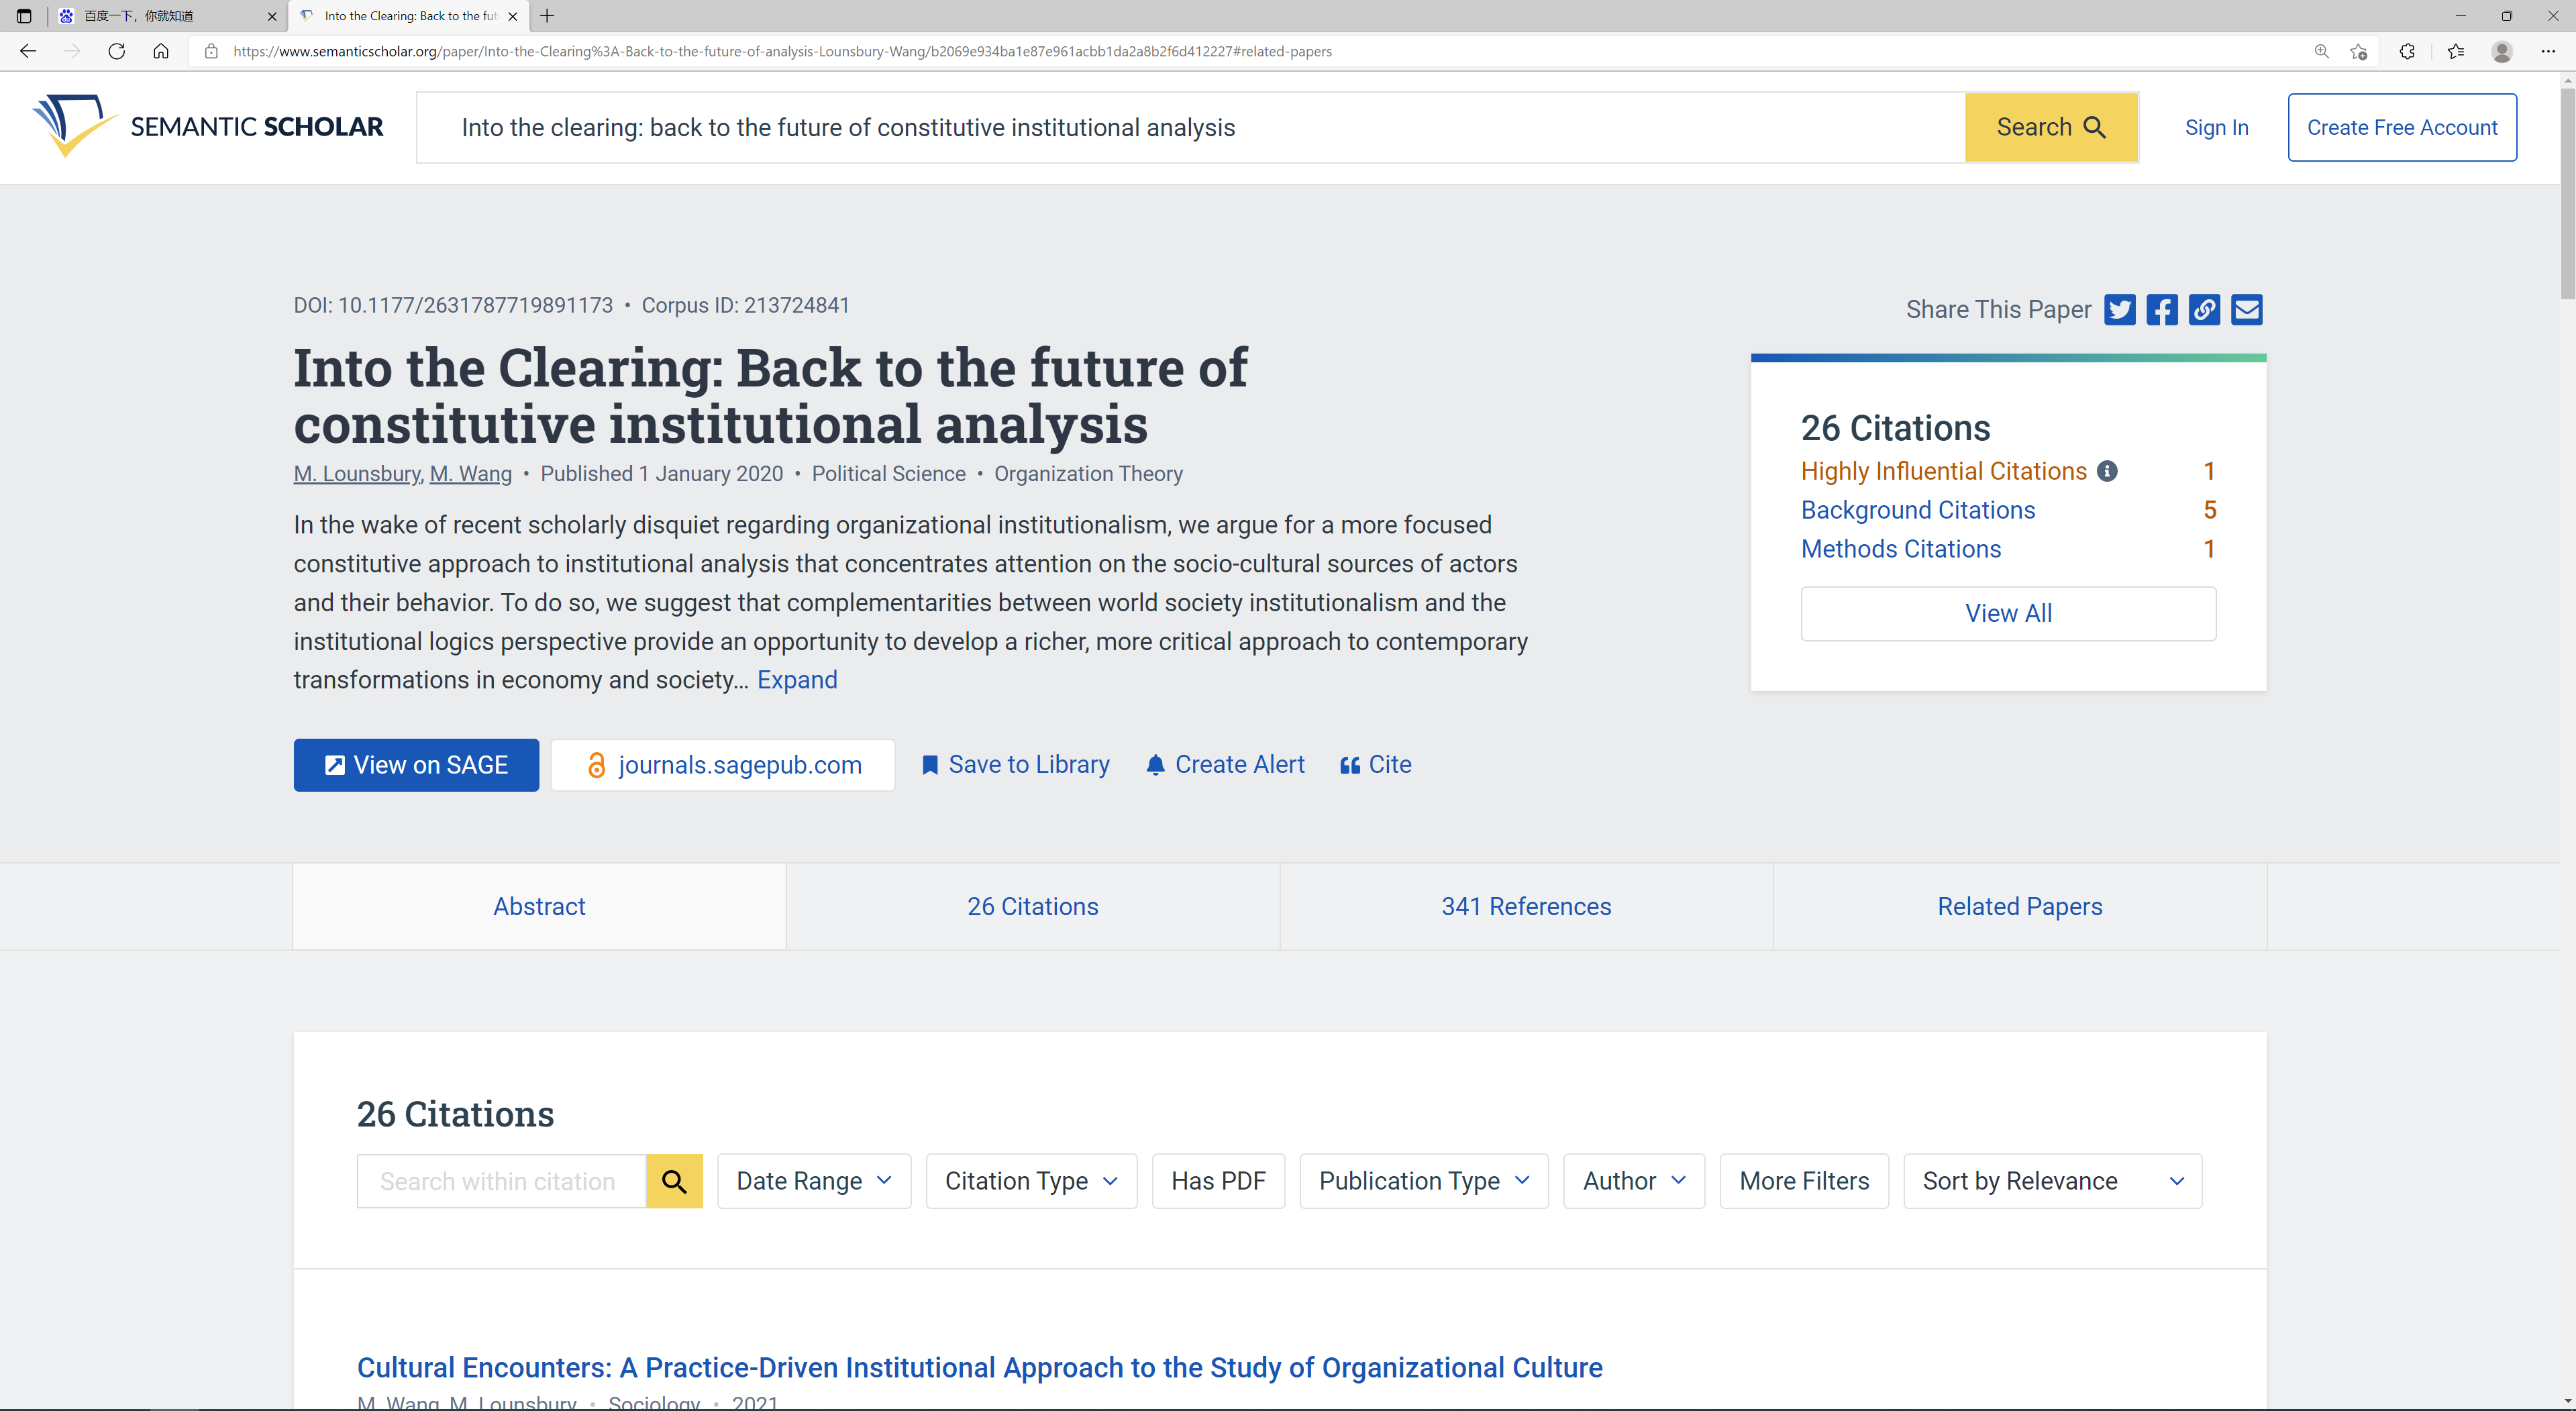 百度一下，你就知道
Into the Clearing: Back to the fut
https://www.semanticscholar.org/paper/Into-the-Clearing%3A-Back-to-the-future-of-analysis-Lounsbury-Wang/b2069e934ba1e87e961acbb1da2a8b2f6d412227#related-papers
SEMANTIC SCHOLAR
Into the clearing: back to the future of constitutive institutional analysis
Search
Sign In
Create Free Account
DOI: 10.1177/2631787719891173 • Corpus ID: 213724841
Share This Paper
Into the Clearing: Back to the future of
constitutive institutional analysis
M. Lounsbury, M. Wang • Published 1 January 2020 • Political Science • Organization Theory
In the wake of recent scholarly disquiet regarding organizational institutionalism, we argue for a more focused
constitutive approach to institutional analysis that concentrates attention on the socio-cultural sources of actors
and their behavior. To do so, we suggest that complementarities between world society institutionalism and the
institutional logics perspective provide an opportunity to develop a richer, more critical approach to contemporary
transformations in economy and society… Expand
26 Citations
Highly Influential Citations 1
Background Citations 5
Methods Citations 1
View All
View on SAGE
journals.sagepub.com
Save to Library
Create Alert
Cite
Abstract
26 Citations
341 References
Related Papers
26 Citations
Search within citation
Date Range
Citation Type
Has PDF
Publication Type
Author
More Filters
Sort by Relevance
Cultural Encounters: A Practice-Driven Institutional Approach to the Study of Organizational Culture
M. Wang, M. Lounsbury • Sociology • 2021